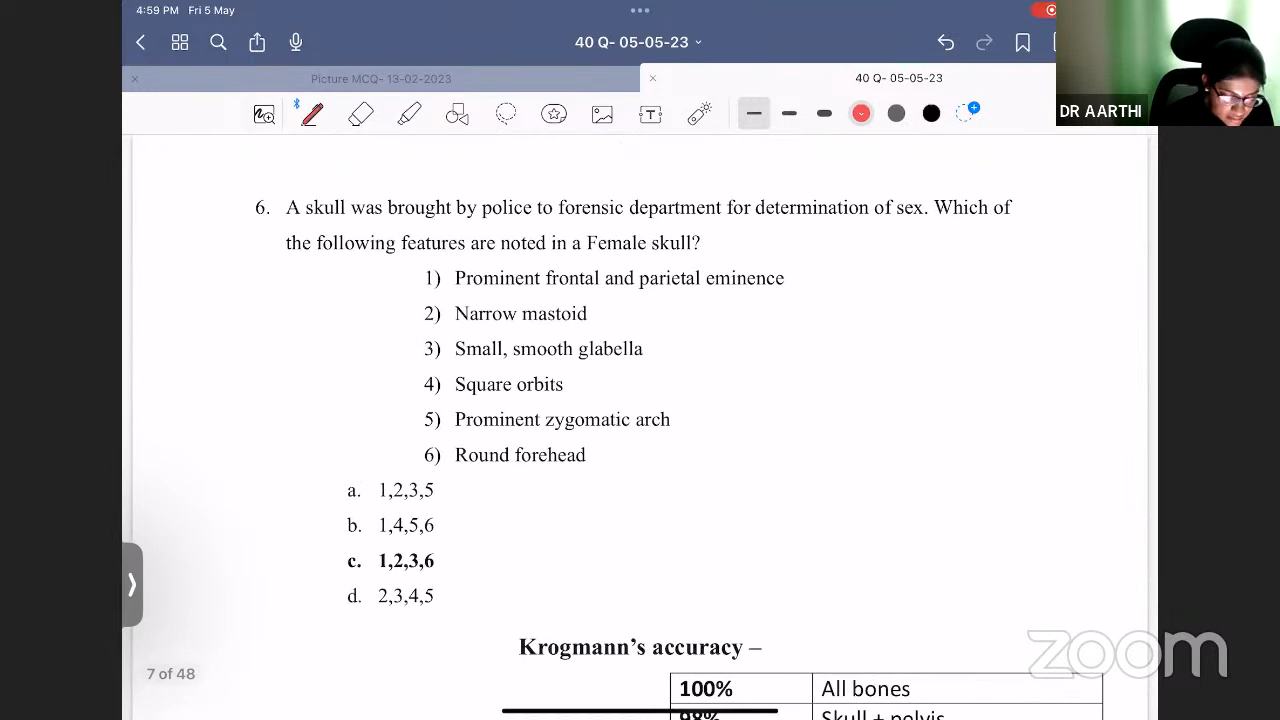 4:59 PM Fri 5 May
40 Q- 05-05-23
Picture MCQ- 13-02-2023
40 Q- 05-05-23
DR AARTHI
6. A skull was brought by police to forensic department for determination of sex. Which of
the following features are noted in a Female skull?
1) Prominent frontal and parietal eminence
2) Narrow mastoid
3) Small, smooth glabella
4) Square orbits
5) Prominent zygomatic arch
6) Round forehead
a. 1,2,3,5
b. 1,4,5,6
c. 1,2,3,6
d. 2,3,4,5
Krogmann’s accuracy –
7 of 48
zoom
100% All bones
98% Skull + pelvis